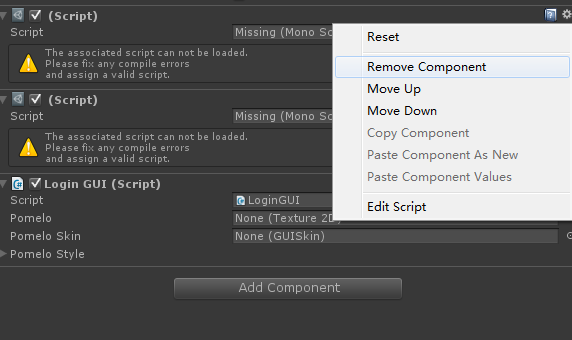 (Script)
Script
Missing (Mono Sc
The associated script can not be loaded.
Please fix any compile errors
and assign a valid script.
(Script)
Script
Missing (Mono Sc
The associated script can not be loaded.
Please fix any compile errors
and assign a valid script.
Login GUI (Script)
Script
LoginGUI
Pomelo
None (Texture 2D)
Pomelo Skin
None (GUISkin)
Pomelo Style
Add Component
Reset
Remove Component
Move Up
Move Down
Copy Component
Paste Component As New
Paste Component Values
Edit Script